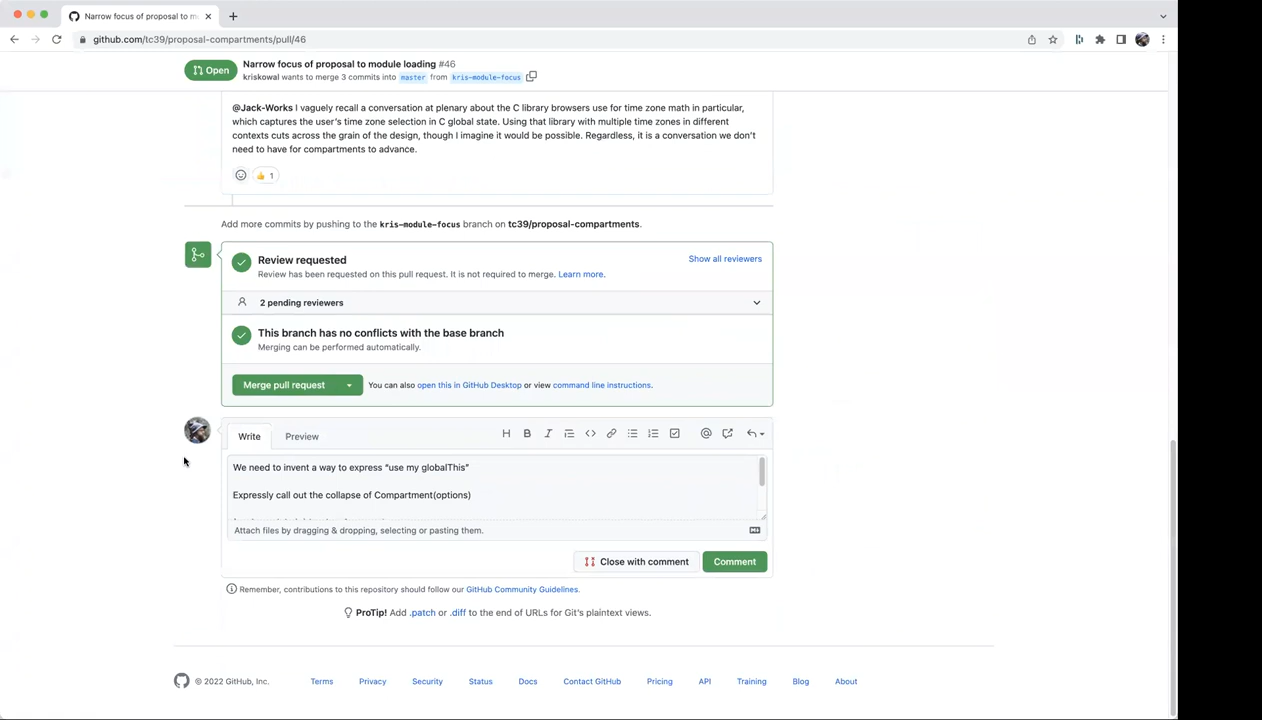 Narrow focus of proposal to m
github.com/tc39/proposal-compartments/pull/46
Open
Narrow focus of proposal to module loading #46
kriskowal wants to merge 3 commits into master from kris-module-focus
@Jack-Works I vaguely recall a conversation at plenary about the C library browsers use for time zone math in particular,
which captures the user's time zone selection in C global state. Using that library with multiple time zones in different
contexts cuts across the grain of the design, though I imagine it would be possible. Regardless, it is a conversation we don't
need to have for compartments to advance.
👍 1
Add more commits by pushing to the kris-module-focus branch on tc39/proposal-compartments.
Review requested
Show all reviewers
Review has been requested on this pull request. It is not required to merge. Learn more.
2 pending reviewers
This branch has no conflicts with the base branch
Merging can be performed automatically.
Merge pull request
You can also open this in GitHub Desktop or view command line instructions.
Write
Preview
We need to invent a way to express “use my globalThis”
Expressly call out the collapse of Compartment(options)
Attach files by dragging & dropping, selecting or pasting them.
Close with comment
Comment
Remember, contributions to this repository should follow our GitHub Community Guidelines.
ProTip! Add .patch or .diff to the end of URLs for Git's plaintext views.
© 2022 GitHub, Inc.
Terms
Privacy
Security
Status
Docs
Contact GitHub
Pricing
API
Training
Blog
About